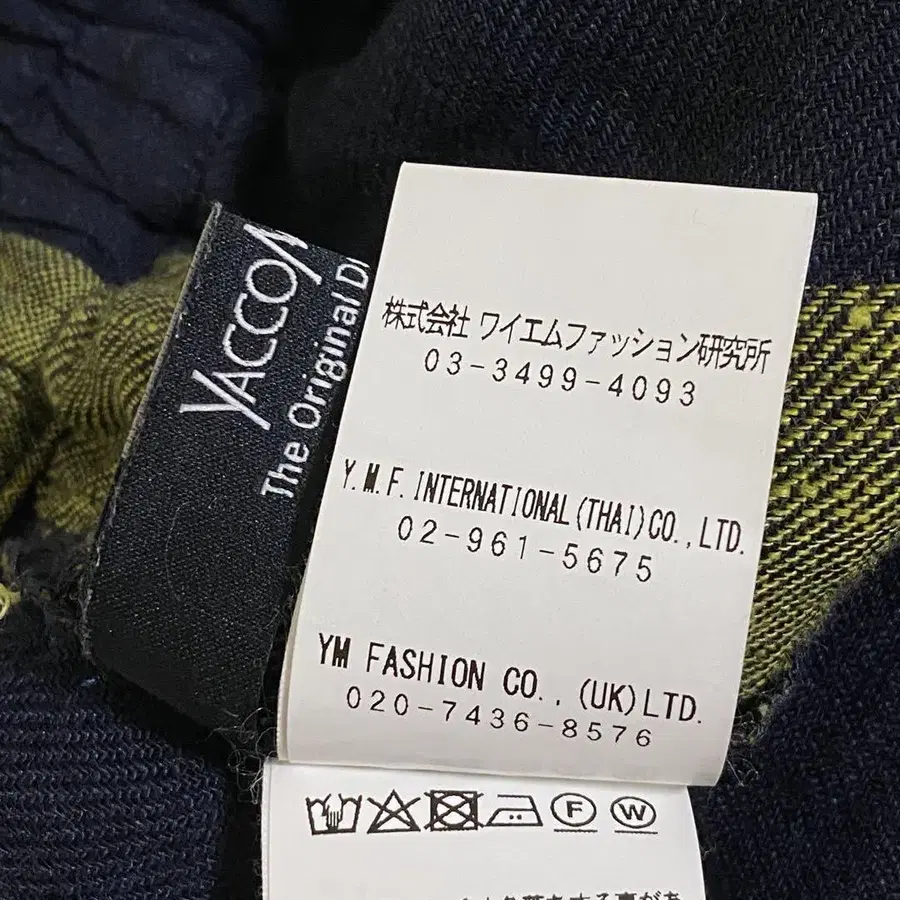 YACCOM
The Original D
株式会社 ワイエムファッション研究所
03-3499-4093
Y.M.F. INTERNATIONAL(THAI)CO.,LTD.
02-961-5675
YM FASHION CO.,(UK)LTD.
020-7436-8576
F
W